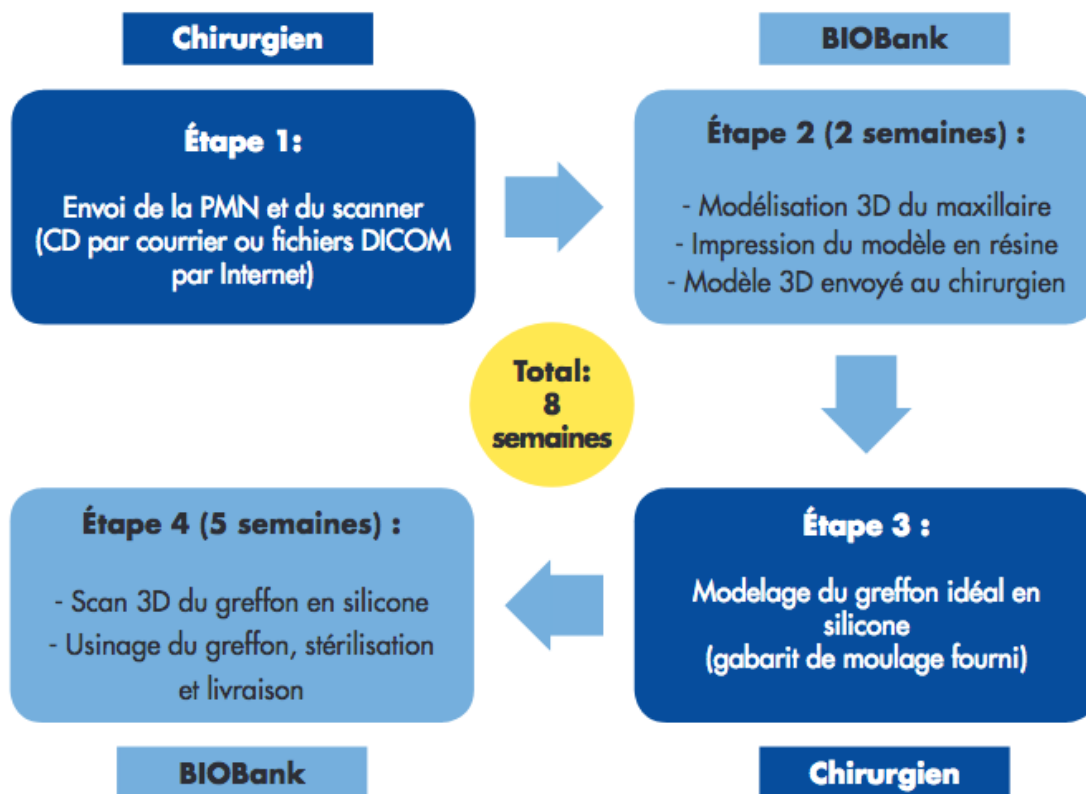 Chirurgien
BIOBank
Étape 1:
Envoi de la PMN et du scanner
(CD par courrier ou fichiers DICOM
par Internet)
Étape 2 (2 semaines) :
- Modélisation 3D du maxillaire
- Impression du modèle en résine
- Modèle 3D envoyé au chirurgien
Total:
8
semaines
Étape 4 (5 semaines) :
- Scan 3D du greffon en silicone
- Usinage du greffon, stérilisation
et livraison
Étape 3 :
Modelage du greffon idéal en
silicone
(gabarit de moulage fourni)
BIOBank
Chirurgien